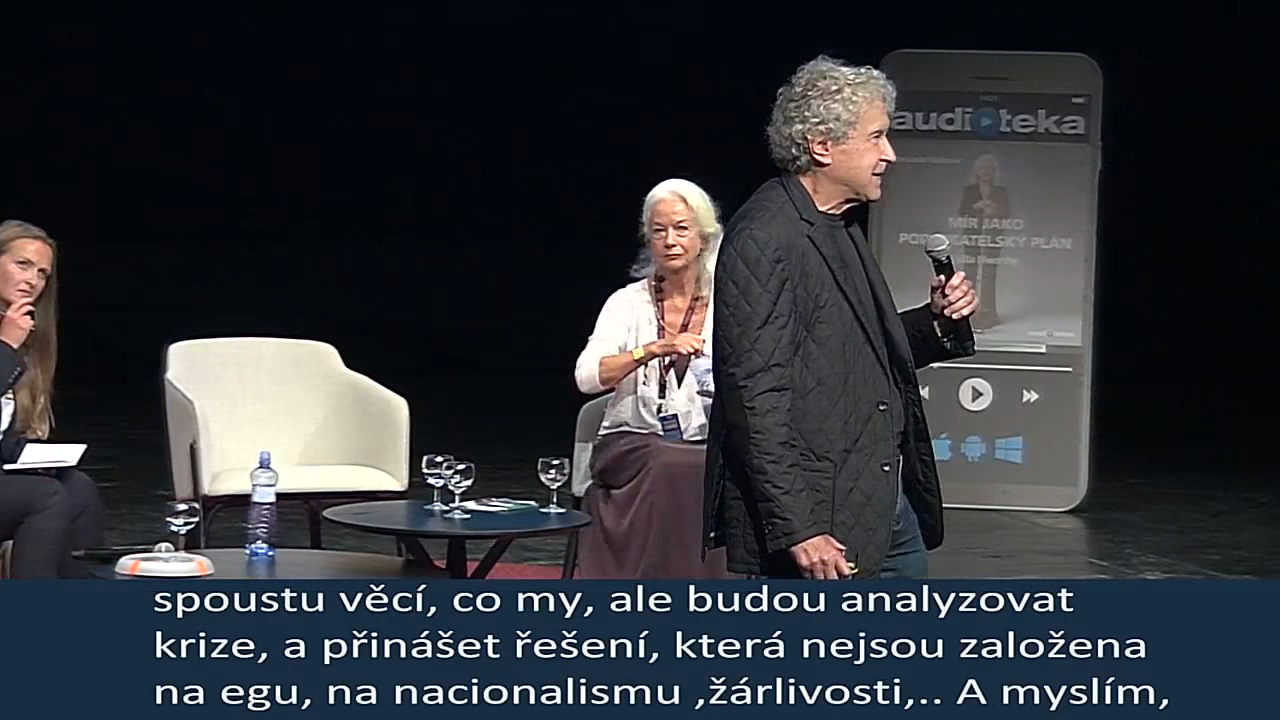 audioteka
MÍR JAKO
PODNIKATELSKÝ PLÁN
spoustu věcí, co my, ale budou analyzovat
krize, a přinášet řešení, která nejsou založena
na egu, na nacionalismu ,žárlivosti,.. A myslím,